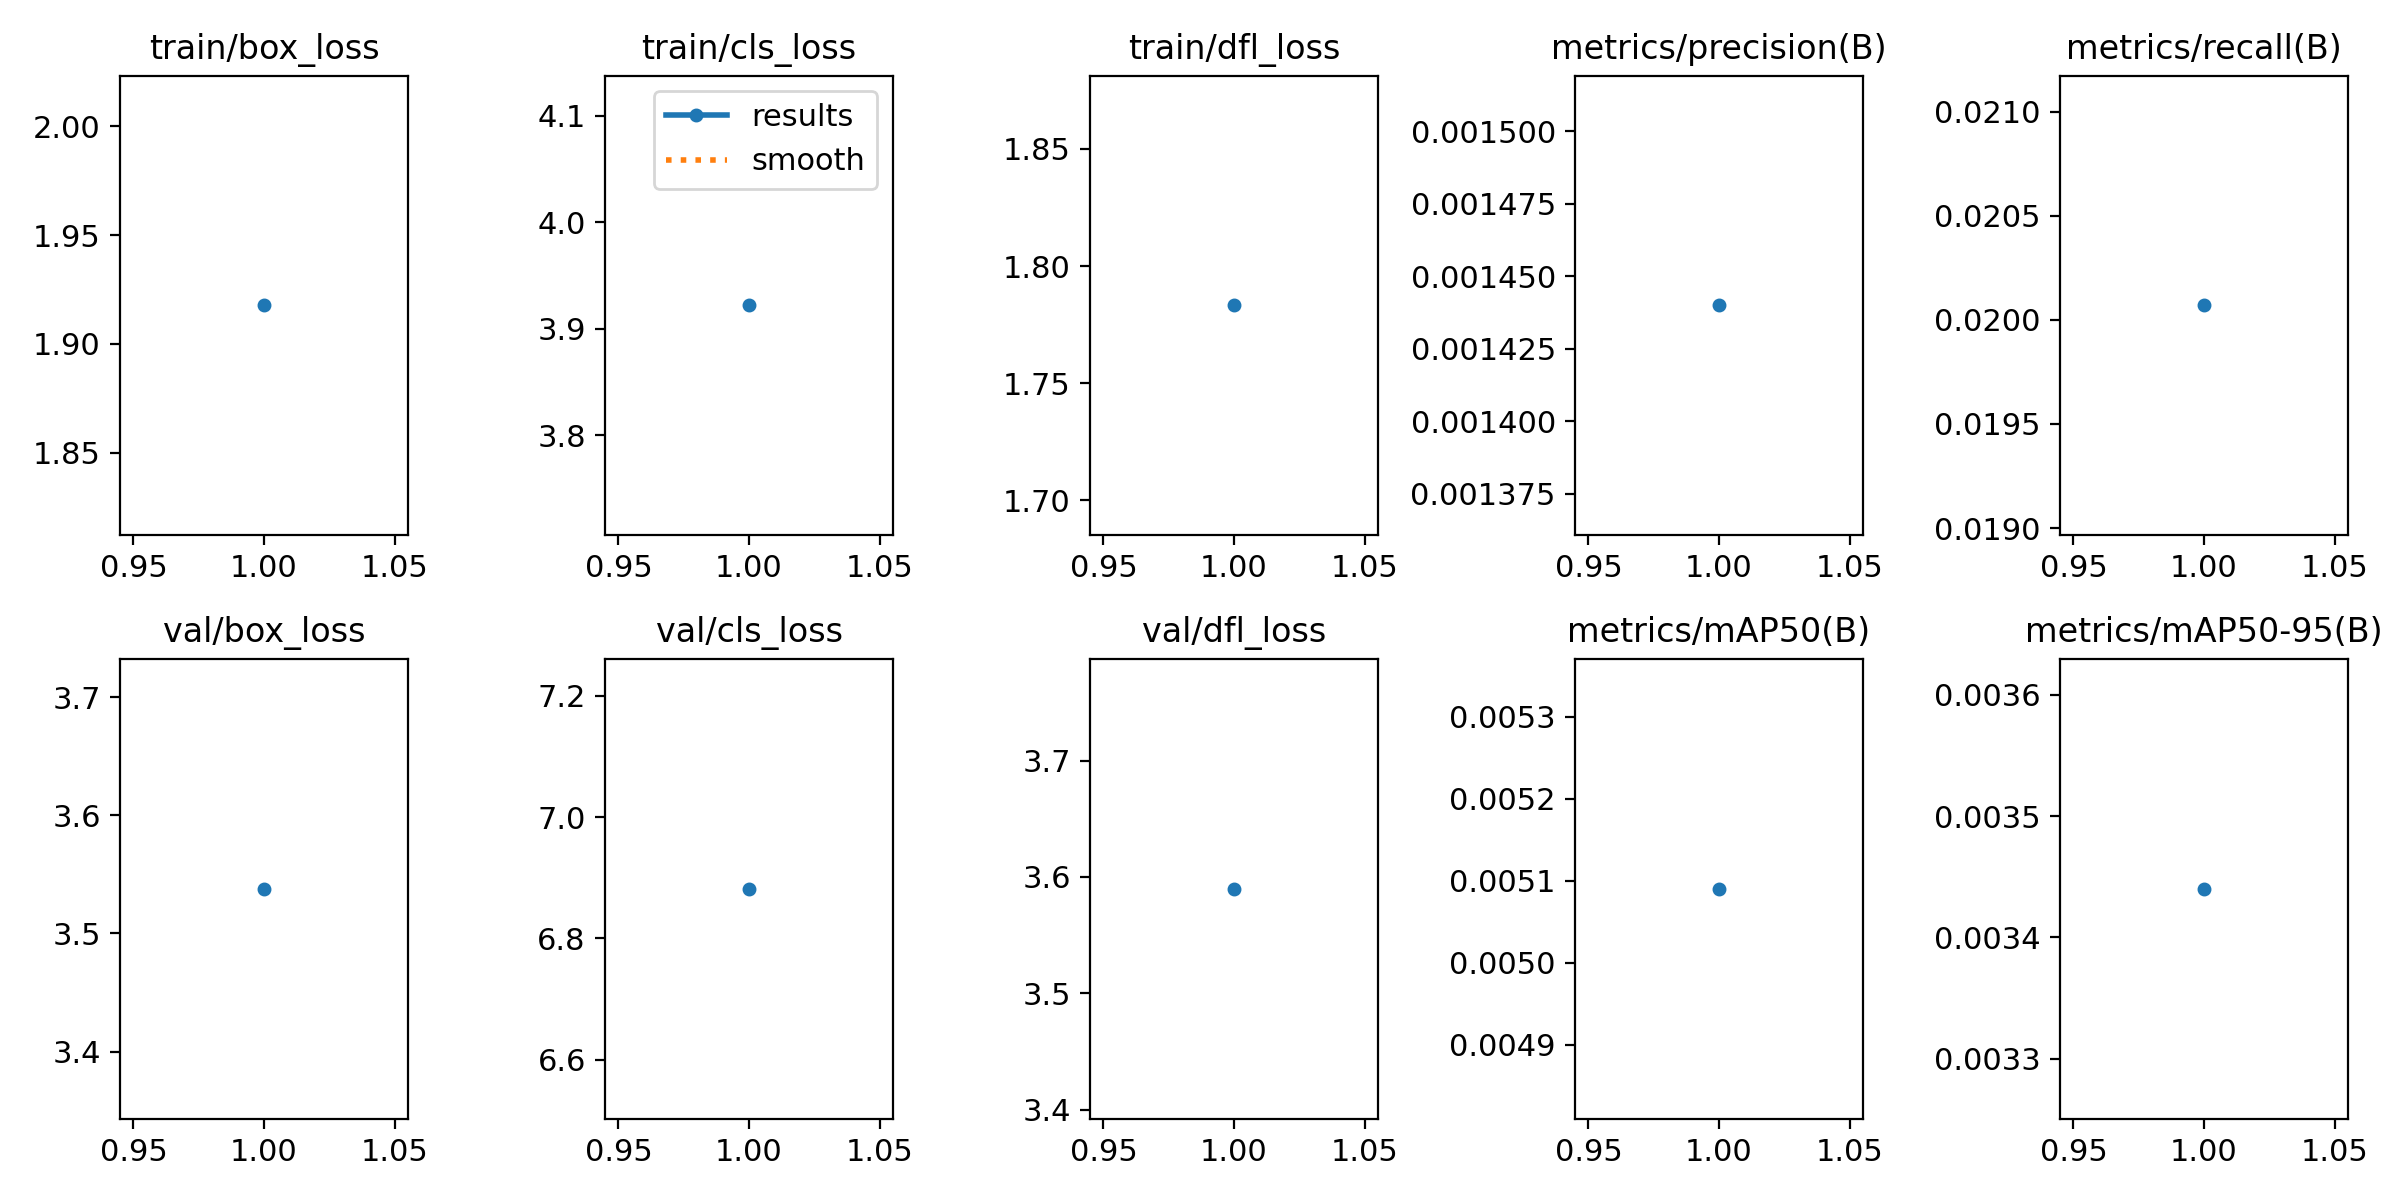 train/box_loss
2.00
1.95
1.90
1.85
0.95 1.00 1.05
train/cls_loss
results
smooth
4.1
4.0
3.9
3.8
0.95 1.00 1.05
train/dfl_loss
1.85
1.80
1.75
1.70
0.95 1.00 1.05
metrics/precision(B)
0.001500
0.001475
0.001450
0.001425
0.001400
0.001375
0.95 1.00 1.05
metrics/recall(B)
0.0210
0.0205
0.0200
0.0195
0.0190
0.95 1.00 1.05
val/box_loss
3.7
3.6
3.5
3.4
0.95 1.00 1.05
val/cls_loss
7.2
7.0
6.8
6.6
0.95 1.00 1.05
val/dfl_loss
3.7
3.6
3.5
3.4
0.95 1.00 1.05
metrics/mAP50(B)
0.0053
0.0052
0.0051
0.0050
0.0049
0.95 1.00 1.05
metrics/mAP50-95(B)
0.0036
0.0035
0.0034
0.0033
0.95 1.00 1.05